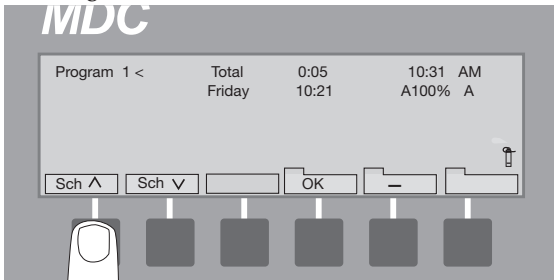 MDC
Program 1 < Total 0:05 10:31 AM
Friday 10:21 A100% A
Sch ˄ Sch ˅ OK –